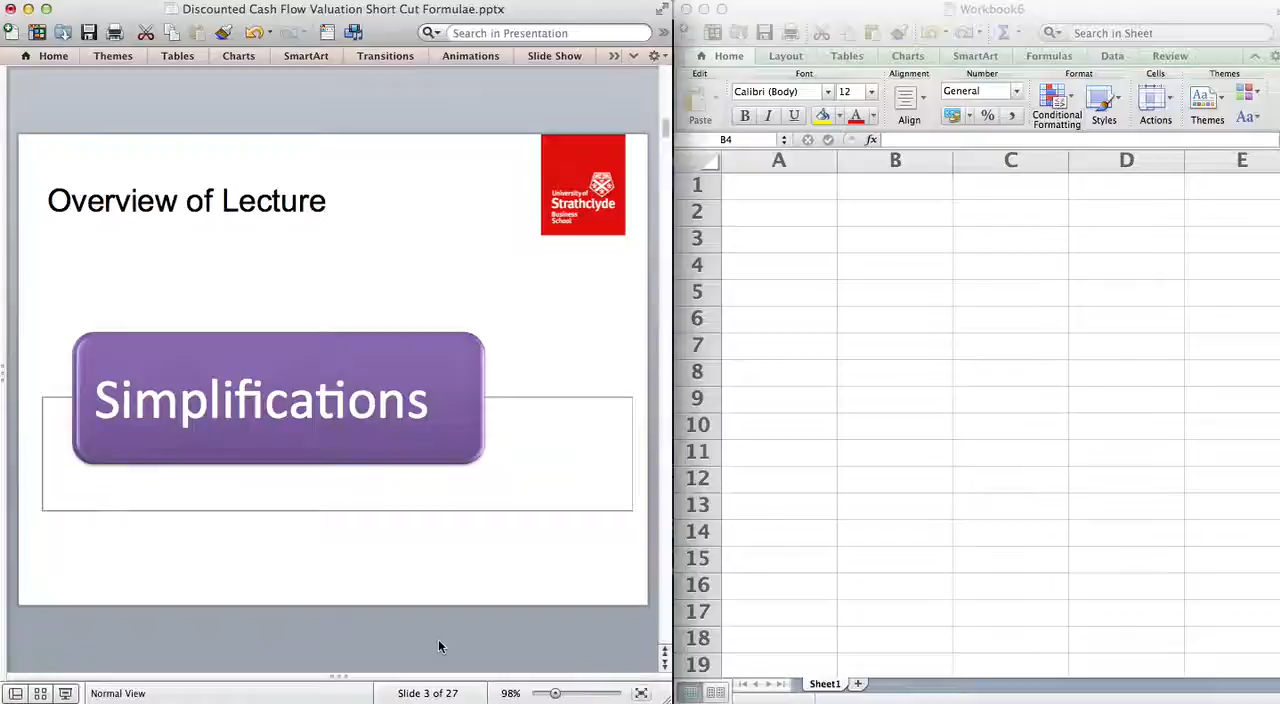 Discounted Cash Flow Valuation Short Cut Formulae.pptx
Search in Presentation
Home Themes Tables Charts SmartArt Transitions Animations Slide Show
Overview of Lecture
University of
Strathclyde
Business
School
Simplifications
Normal View Slide 3 of 27 98%
Workbook6
Search in Sheet
Home Layout Tables Charts SmartArt Formulas Data Review
Edit Font Alignment Number Format Cells Themes
Calibri (Body) 12 General
Paste B I U A Align % , Conditional
Formatting Styles Actions Themes Aa
B4 fx
A B C D E
1
2
3
4
5
6
7
8
9
10
11
12
13
14
15
16
17
18
19
Sheet1